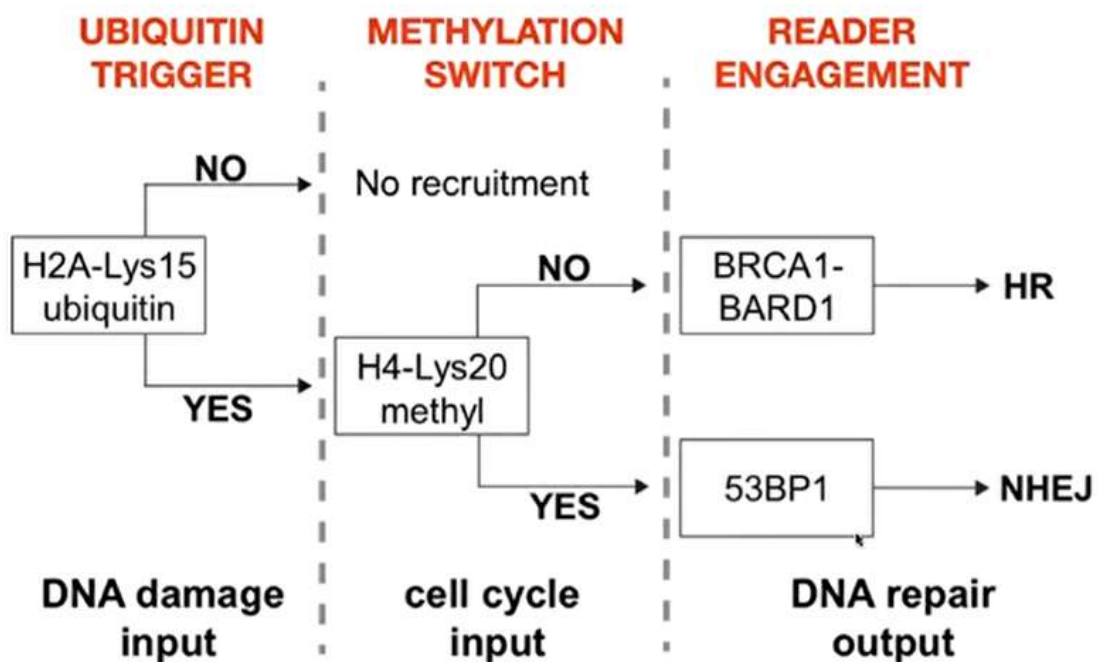 UBIQUITIN
TRIGGER
METHYLATION
SWITCH
READER
ENGAGEMENT
NO
No recruitment
H2A-Lys15
ubiquitin
NO
BRCA1-
BARD1
HR
YES
H4-Lys20
methyl
YES
53BP1
NHEJ
DNA damage
input
cell cycle
input
DNA repair
output